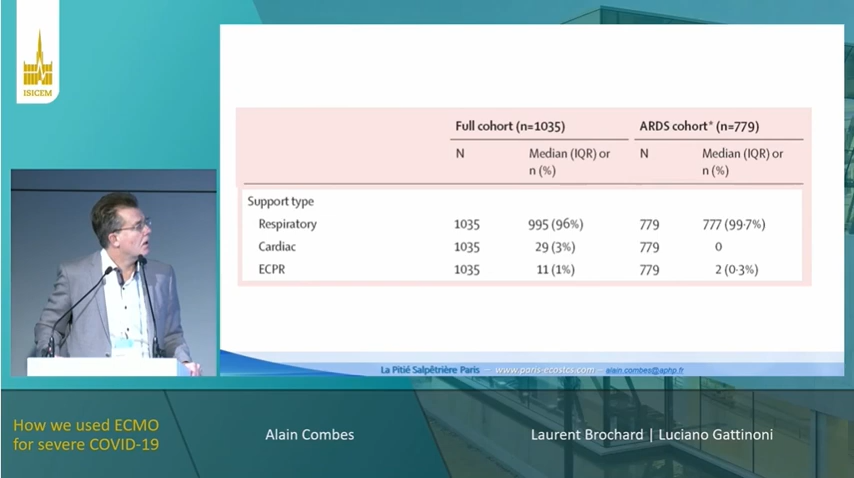 ISICEM
Full cohort (n=1035) ARDS cohort* (n=779)
N Median (IQR) or n (%) N Median (IQR) or n (%)
Support type
Respiratory 1035 995 (96%) 779 777 (99·7%)
Cardiac 1035 29 (3%) 779 0
ECPR 1035 11 (1%) 779 2 (0·3%)
La Pitié Salpêtrière Paris – www.paris-ecostcs.com – alain.combes@aphp.fr
How we used ECMO
for severe COVID-19
Alain Combes
Laurent Brochard | Luciano Gattinoni